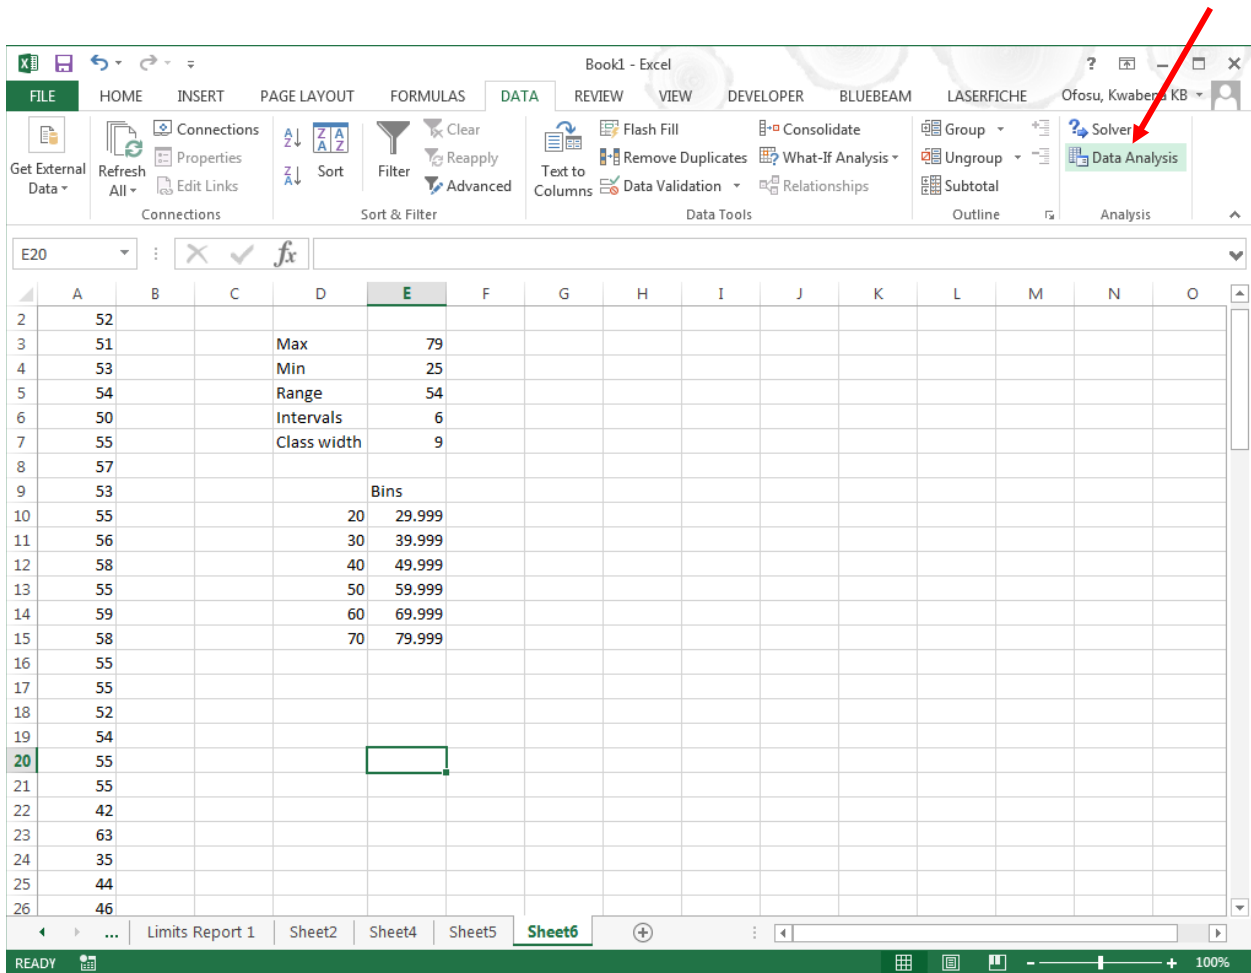 Book1 - Excel ?
FILE HOME INSERT PAGE LAYOUT FORMULAS DATA REVIEW VIEW DEVELOPER BLUEBEAM LASERFICHE Ofosu, Kwabena KB
Connections Clear Flash Fill Consolidate Group Solver
Get External Data Refresh All Properties Sort Filter Reapply Text to Columns Remove Duplicates What-If Analysis Ungroup Data Analysis
Edit Links Advanced Data Validation Relationships Subtotal
Connections Sort & Filter Data Tools Outline Analysis
E20 fx
A B C D E F G H I J K L M N O
2 52
3 51 Max 79
4 53 Min 25
5 54 Range 54
6 50 Intervals 6
7 55 Class width 9
8 57
9 53 Bins
10 55 20 29.999
11 56 30 39.999
12 58 40 49.999
13 55 50 59.999
14 59 60 69.999
15 58 70 79.999
16 55
17 55
18 52
19 54
20 55
21 55
22 42
23 63
24 35
25 44
26 46
... Limits Report 1 Sheet2 Sheet4 Sheet5 Sheet6
READY 100%